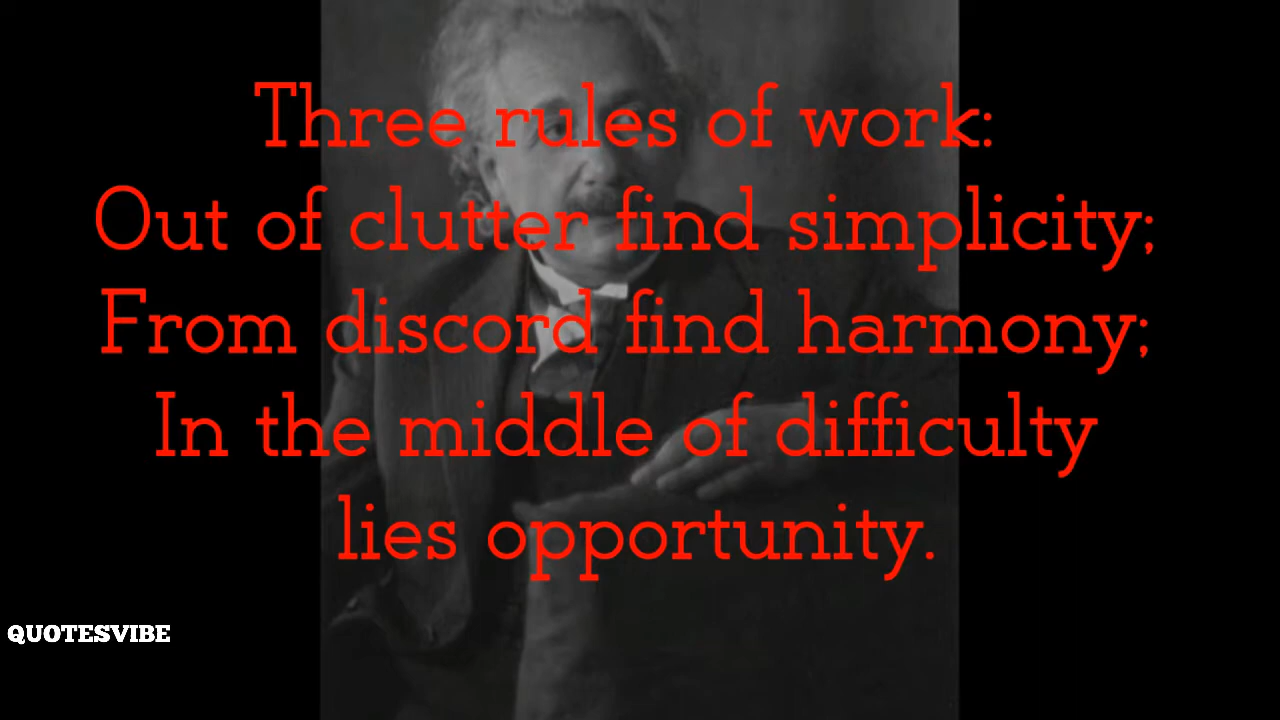 Three rules of work:
Out of clutter find simplicity;
From discord find harmony;
In the middle of difficulty
lies opportunity.
QUOTESVIBE